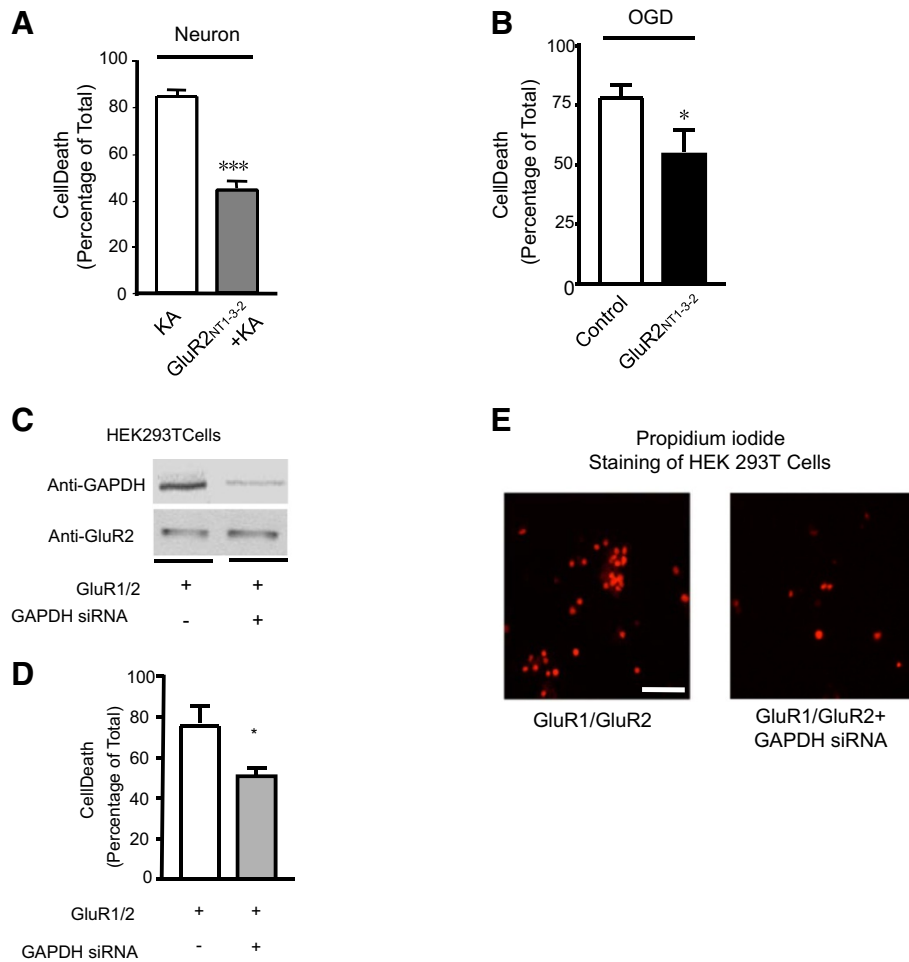 A
Neuron
CellDeath
(Percentage of Total)
100
80
60
40
20
0
***
KA
GluR2NT1-3-2
+KA
B
OGD
CellDeath
(Percentage of Total)
100
75
50
25
0
*
Control
GluR2NT1-3-2
C
HEK293TCells
Anti-GAPDH
Anti-GluR2
GluR1/2 + +
GAPDH siRNA - +
D
CellDeath
(Percentage of Total)
100
80
60
40
20
0
*
GluR1/2 + +
GAPDH siRNA - +
E
Propidium iodide
Staining of HEK 293T Cells
GluR1/GluR2
GluR1/GluR2+
GAPDH siRNA